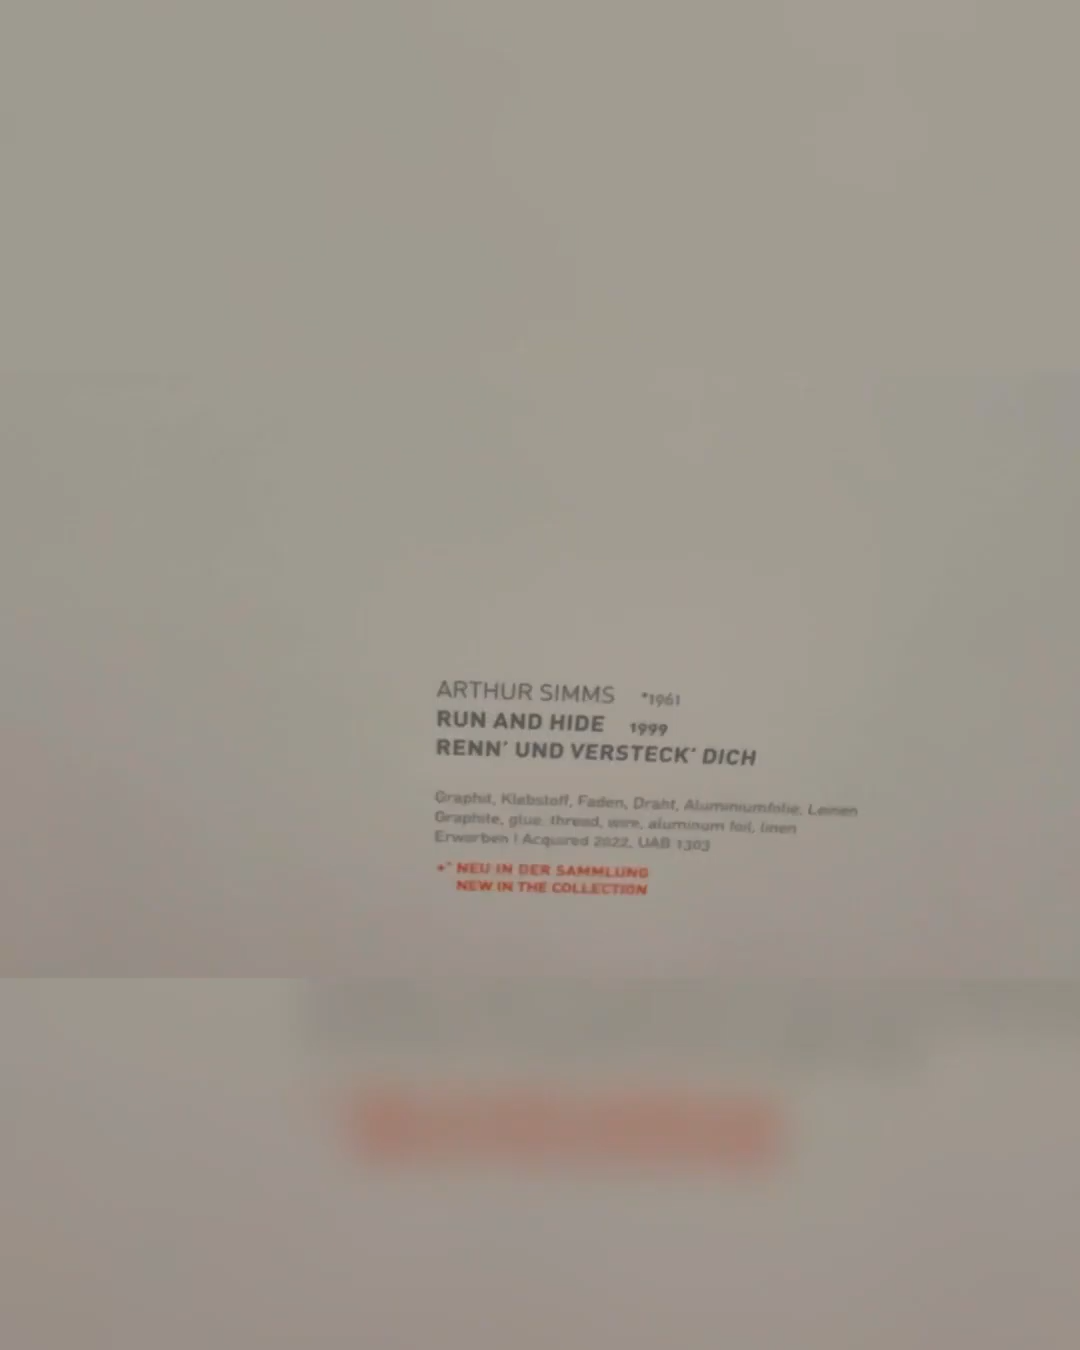 ARTHUR SIMMS *1961
RUN AND HIDE 1999
RENN' UND VERSTECK' DICH
Graphit, Klebstoff, Faden, Draht, Aluminiumfolie, Leinen
Graphite, glue, thread, wire, aluminum foil, linen
Erworben | Acquired 2022, UAB 1303
+* NEU IN DER SAMMLUNG
NEW IN THE COLLECTION